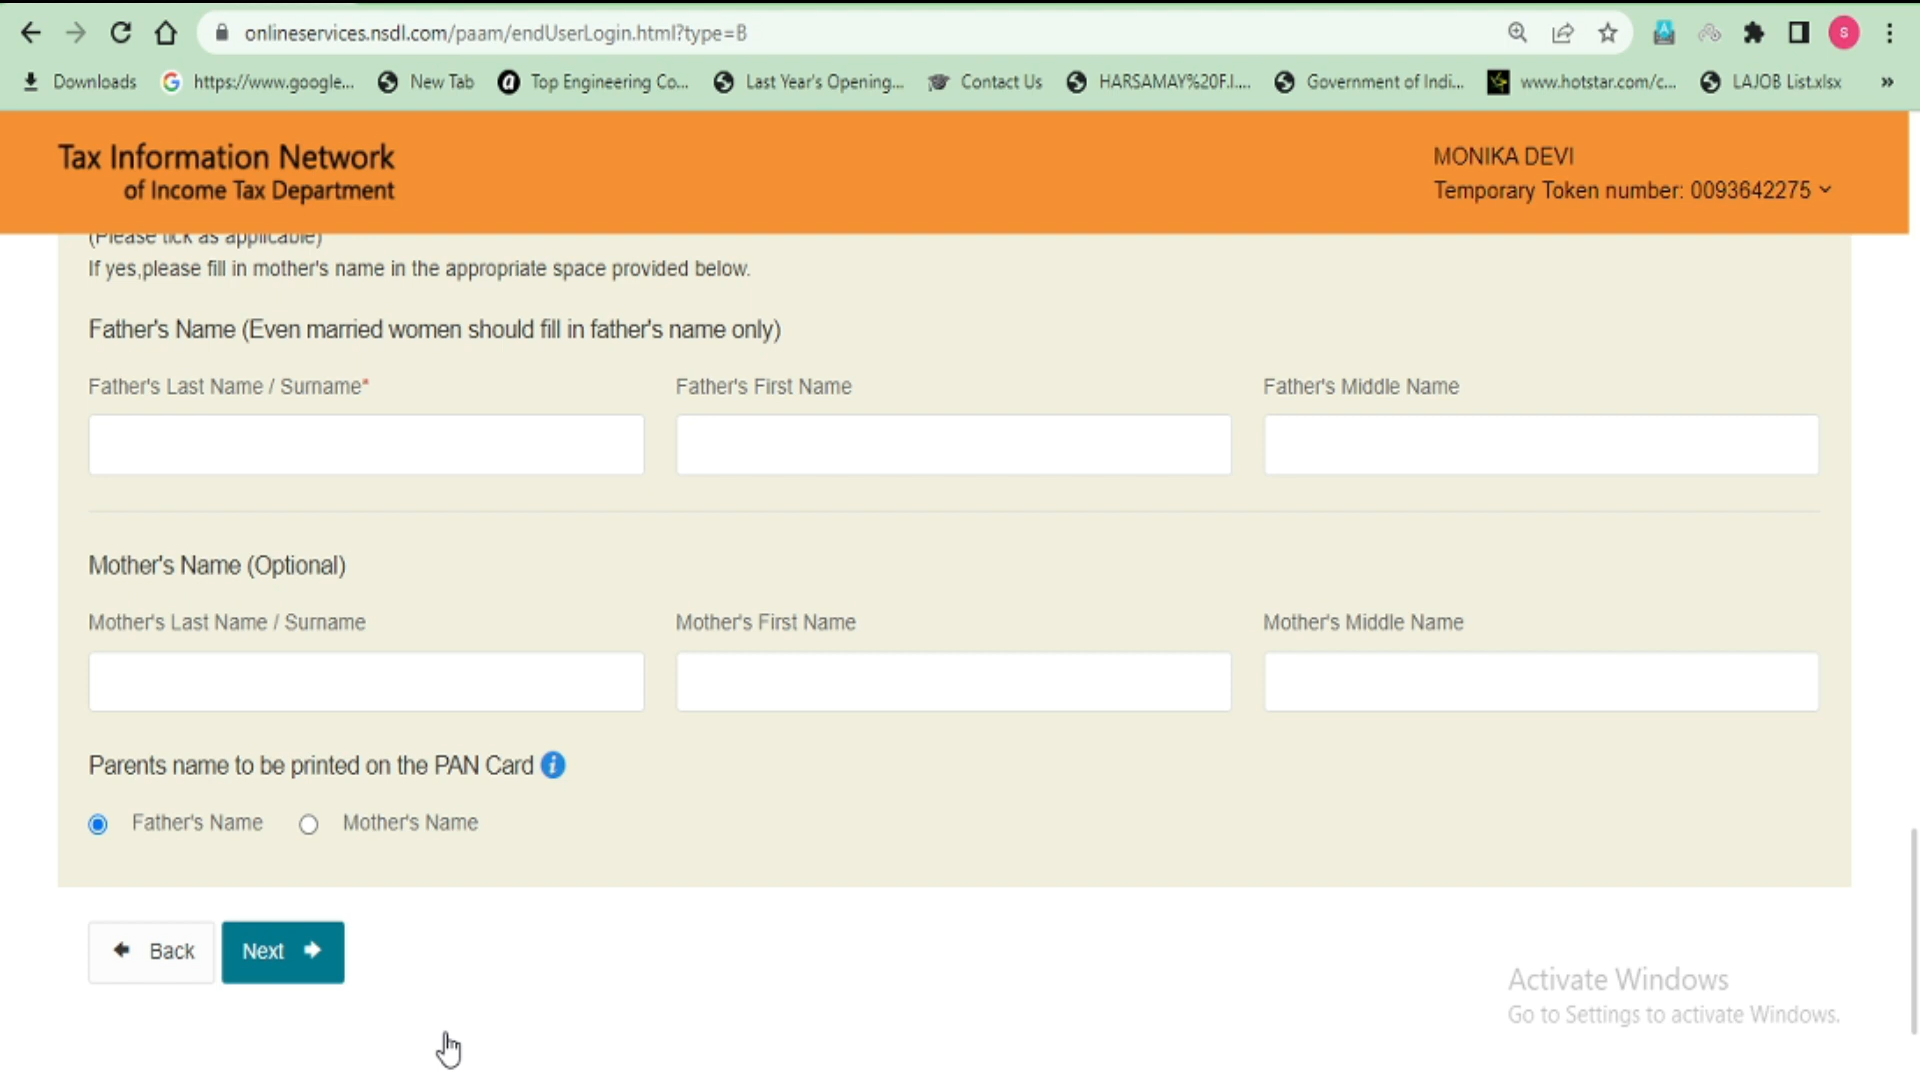 onlineservices.nsdl.com/paam/endUserLogin.html?type=B
S
Downloads https://www.google... New Tab Top Engineering Co... Last Year's Opening... Contact Us HARSAMAY%20F.I.... Government of Indi... www.hotstar.com/c... LAJOB List.xlsx »
Tax Information Network
of Income Tax Department
MONIKA DEVI
Temporary Token number: 0093642275
(Please tick as applicable)
If yes,please fill in mother's name in the appropriate space provided below.
Father's Name (Even married women should fill in father's name only)
Father's Last Name / Surname* Father's First Name Father's Middle Name
Mother's Name (Optional)
Mother's Last Name / Surname Mother's First Name Mother's Middle Name
Parents name to be printed on the PAN Card i
Father's Name Mother's Name
Back Next
Activate Windows
Go to Settings to activate Windows.